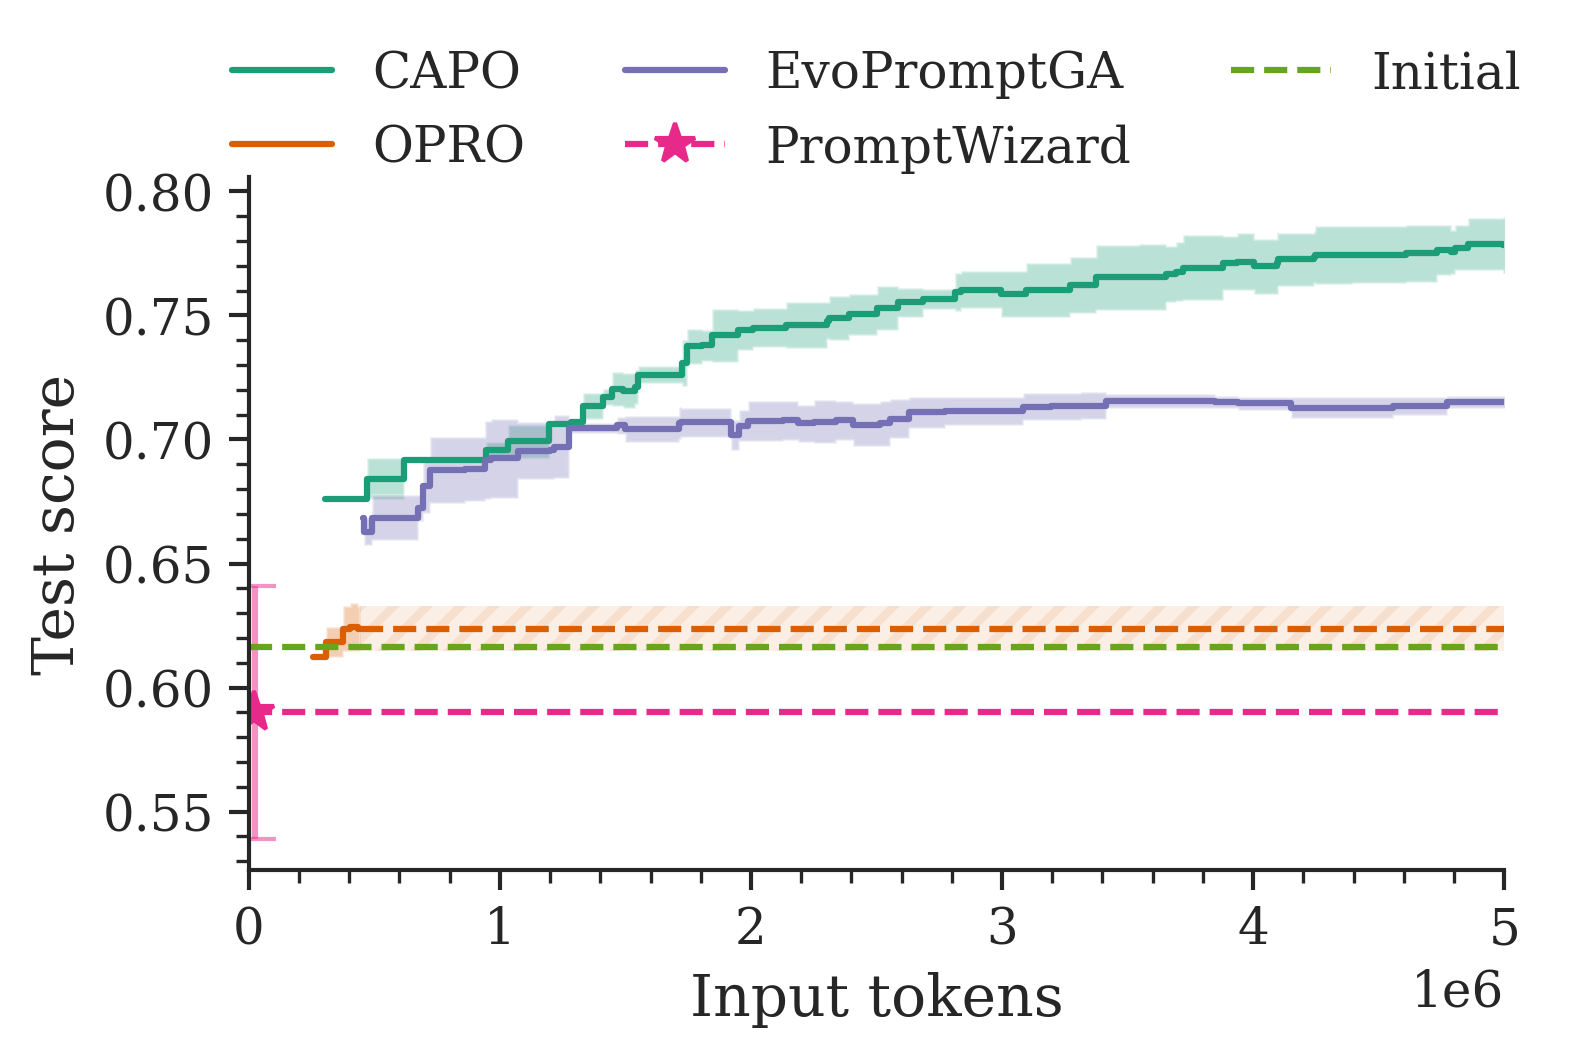 CAPO EvoPromptGA Initial
OPRO PromptWizard
0.80
0.75
0.70
0.65
0.60
0.55
Test score
0 1 2 3 4 5
1e6
Input tokens